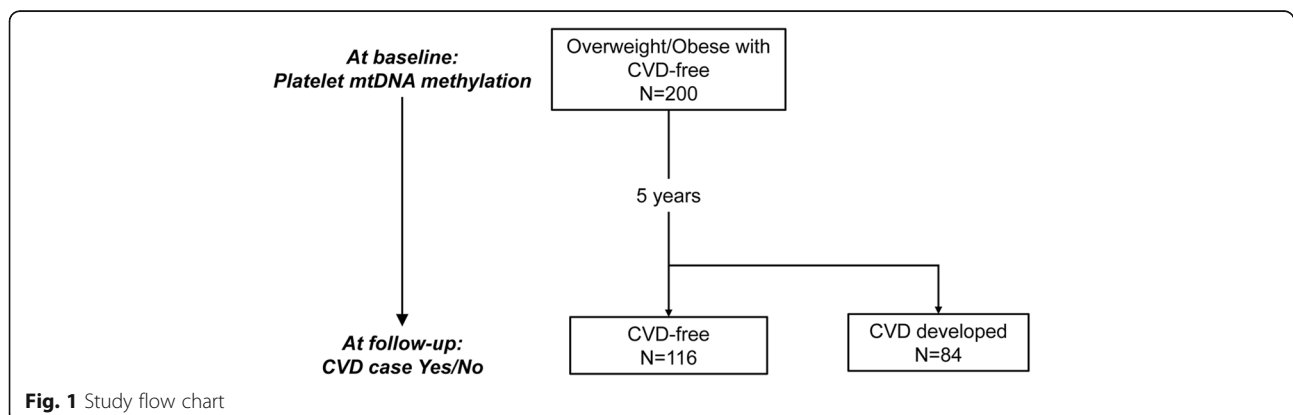 At baseline:
Platelet mtDNA methylation
Overweight/Obese with
CVD-free
N=200
5 years
At follow-up:
CVD case Yes/No
CVD-free
N=116
CVD developed
N=84
Fig. 1 Study flow chart